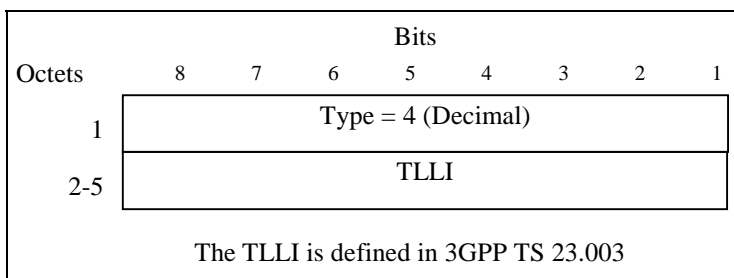 Bits
Octets 8 7 6 5 4 3 2 1
1 Type = 4 (Decimal)
2-5 TLLI
The TLLI is defined in 3GPP TS 23.003